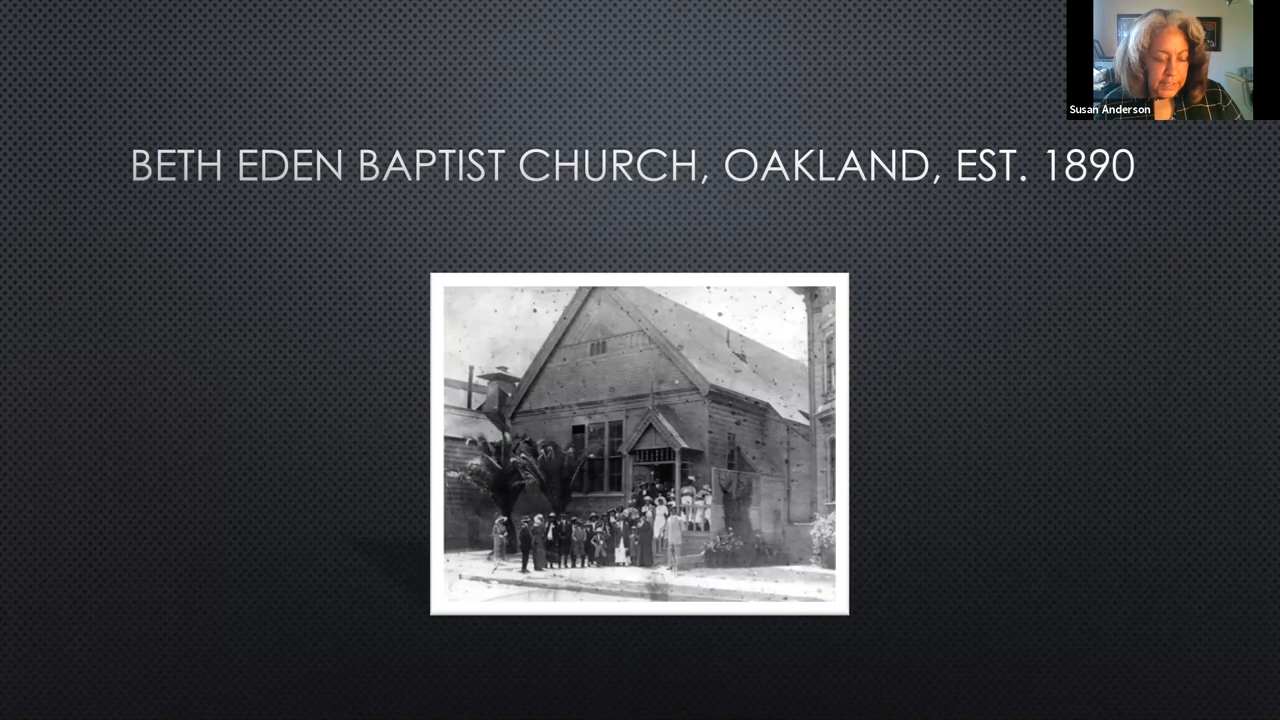 Susan Anderson
BETH EDEN BAPTIST CHURCH, OAKLAND, EST. 1890